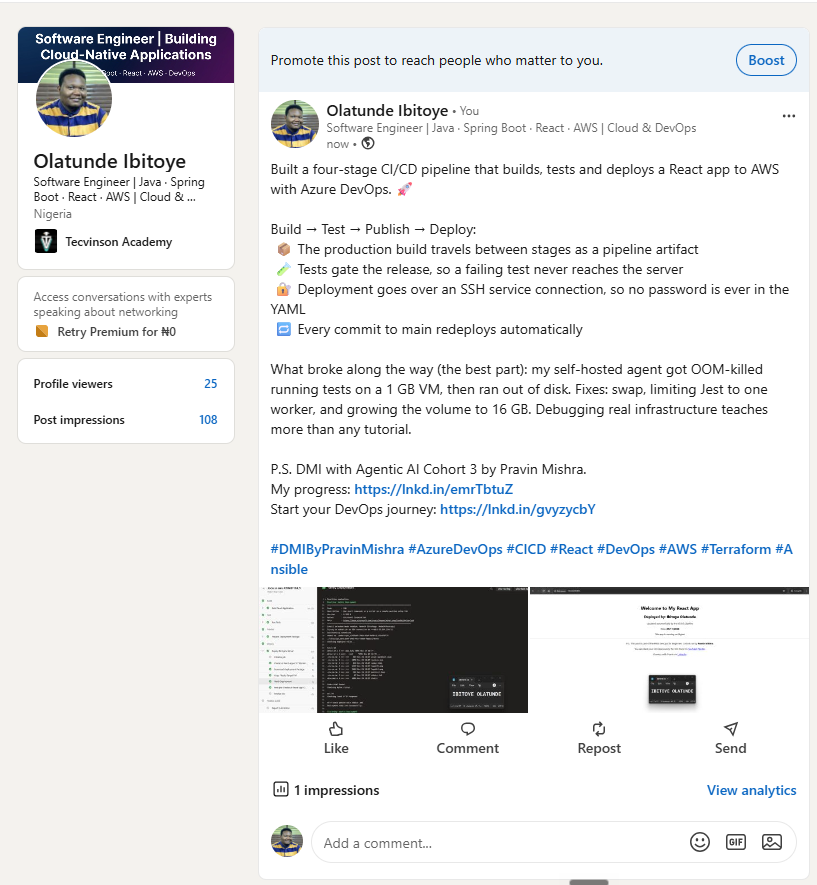 Software Engineer | Building
Cloud-Native Applications
Boot · React · AWS · DevOps
Olatunde Ibitoye
Software Engineer | Java · Spring
Boot · React · AWS | Cloud & ...
Nigeria
Tecvinson Academy
Access conversations with experts
speaking about networking
Retry Premium for ₦0
Profile viewers 25
Post impressions 108
Promote this post to reach people who matter to you.
Boost
Olatunde Ibitoye · You
Software Engineer | Java · Spring Boot · React · AWS | Cloud & DevOps
now ·
Built a four-stage CI/CD pipeline that builds, tests and deploys a React app to AWS
with Azure DevOps. 🚀
Build → Test → Publish → Deploy:
📦 The production build travels between stages as a pipeline artifact
🧪 Tests gate the release, so a failing test never reaches the server
🔐 Deployment goes over an SSH service connection, so no password is ever in the
YAML
🔁 Every commit to main redeploys automatically
What broke along the way (the best part): my self-hosted agent got OOM-killed
running tests on a 1 GB VM, then ran out of disk. Fixes: swap, limiting Jest to one
worker, and growing the volume to 16 GB. Debugging real infrastructure teaches
more than any tutorial.
P.S. DMI with Agentic AI Cohort 3 by Pravin Mishra.
My progress: https://lnkd.in/emrTbtuZ
Start your DevOps journey: https://lnkd.in/gvyzycbY
#DMIByPravinMishra #AzureDevOps #CICD #React #DevOps #AWS #Terraform #A
nsible
IBITOYE OLATUNDE
Welcome to My React App
IBITOYE OLATUNDE
Like
Comment
Repost
Send
1 impressions
View analytics
Add a comment...
GIF